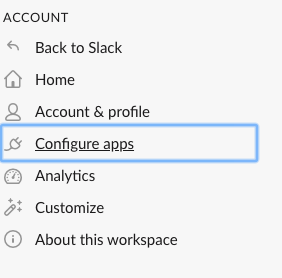 ACCOUNT
Back to Slack
Home
Account & profile
Configure apps
Analytics
Customize
About this workspace